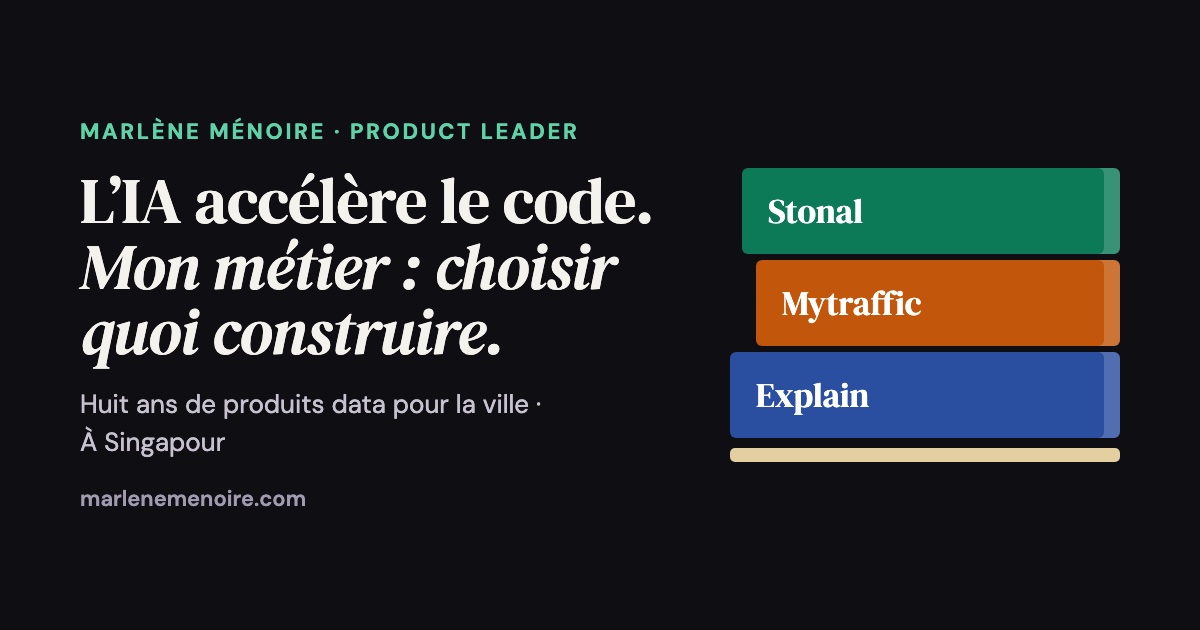 MARLÈNE MÉNOIRE · PRODUCT LEADER
L’IA accélère le code.
Mon métier : choisir
quoi construire.
Huit ans de produits data pour la ville ·
À Singapour
marlenemenoire.com
Stonal
Mytraffic
Explain